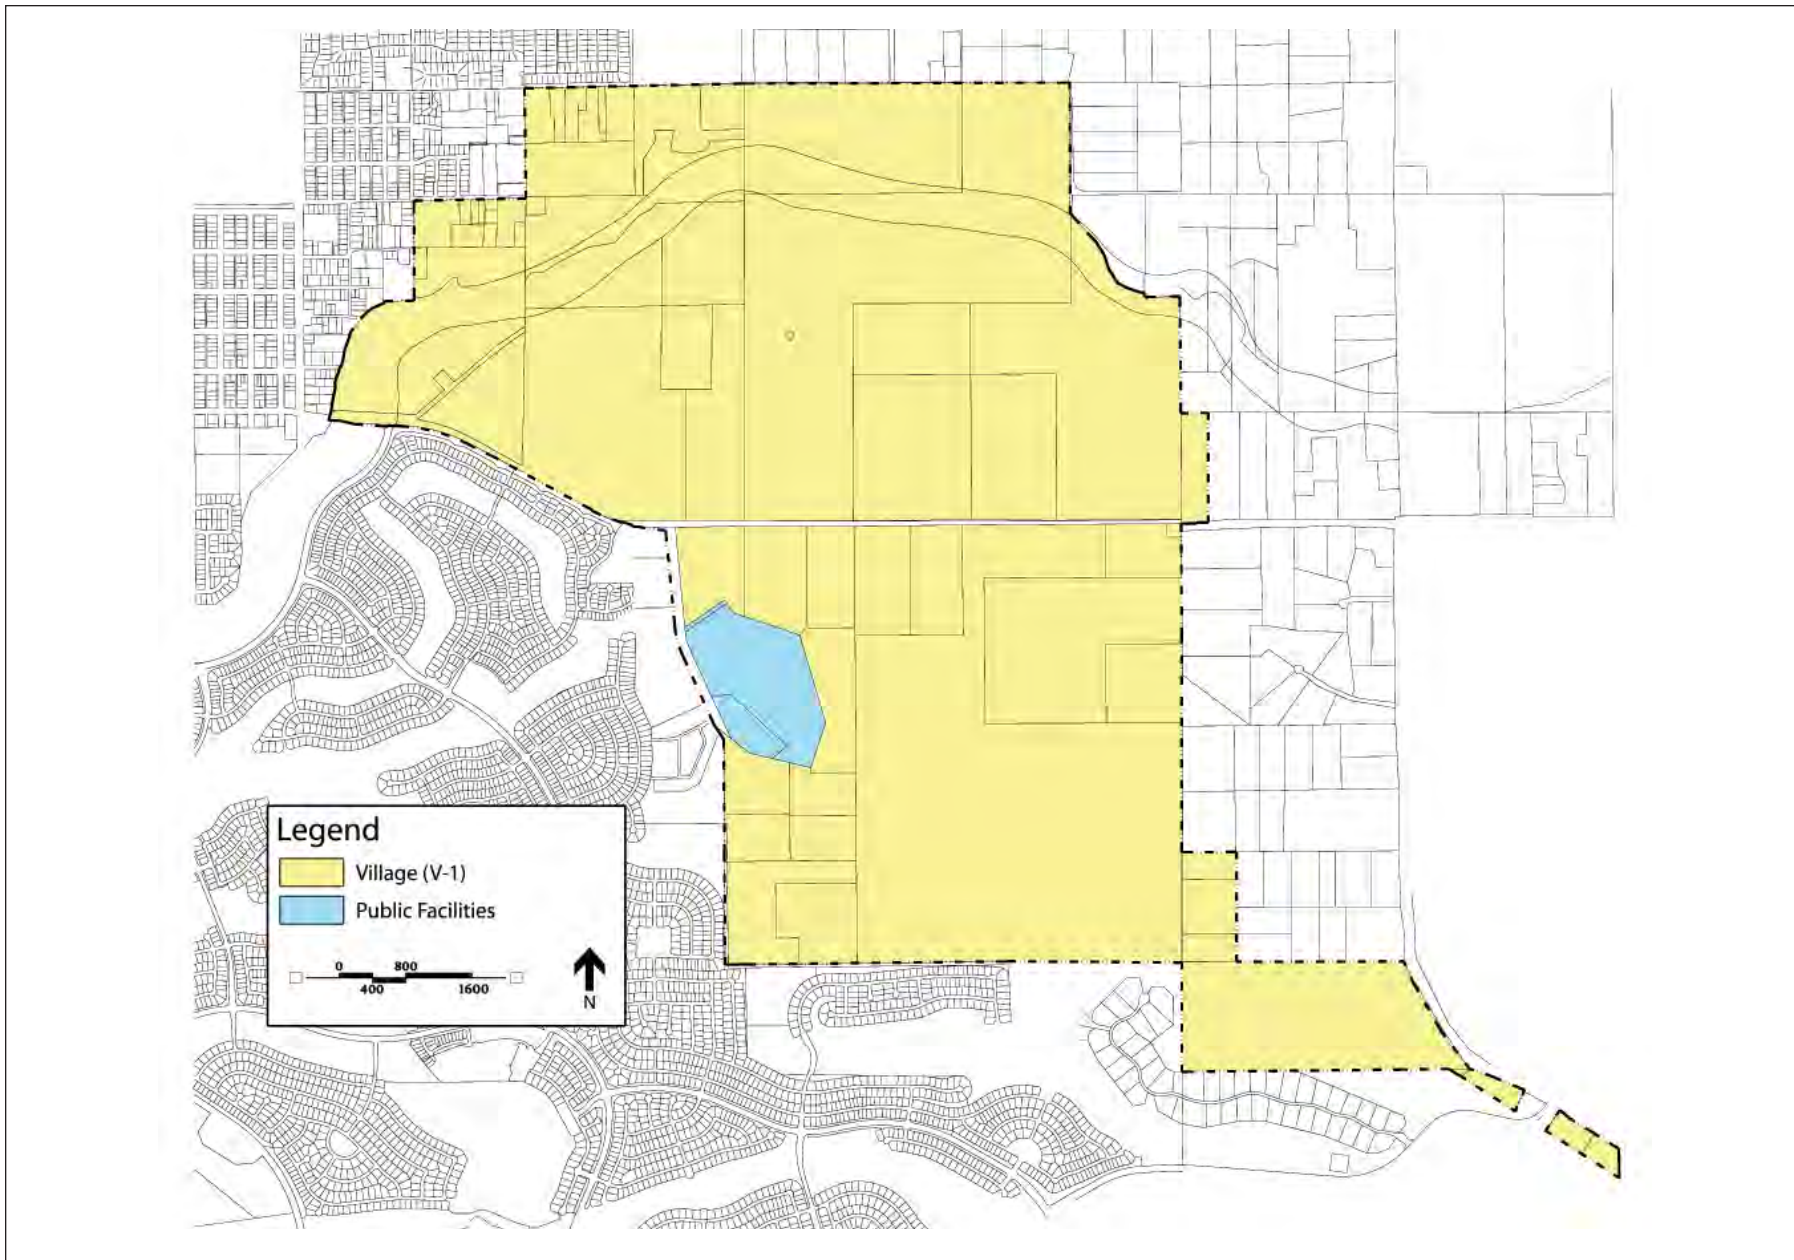 Legend
Village (V-1)
Public Facilities
0 800
400 1600
N